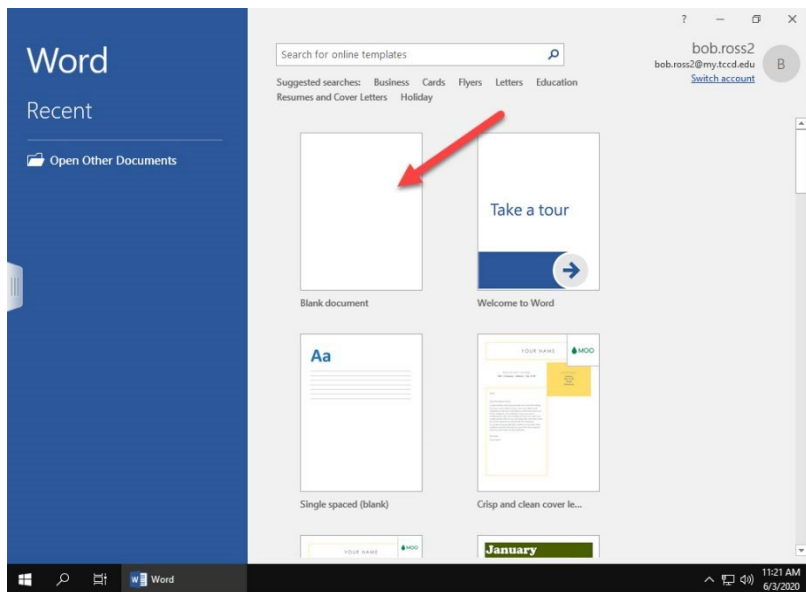 Word
Recent
Open Other Documents
?
bob.ross2
bob.ross2@my.tccd.edu
Switch account
B
Search for online templates
Suggested searches: Business Cards Flyers Letters Education
Resumes and Cover Letters Holiday
Take a tour
Blank document
Welcome to Word
Aa
YOUR NAME
MOO
Single spaced (blank)
Crisp and clean cover le...
YOUR NAME
MOO
January
Word
11:21 AM
6/3/2020